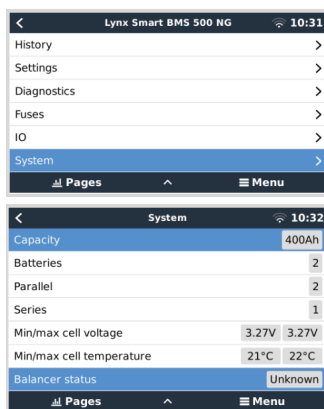 Lynx Smart BMS 500 NG 10:31
History
Settings
Diagnostics
Fuses
IO
System
Pages Menu
System 10:32
Capacity 400Ah
Batteries 2
Parallel 2
Series 1
Min/max cell voltage 3.27V 3.27V
Min/max cell temperature 21°C 22°C
Balancer status Unknown
Pages Menu